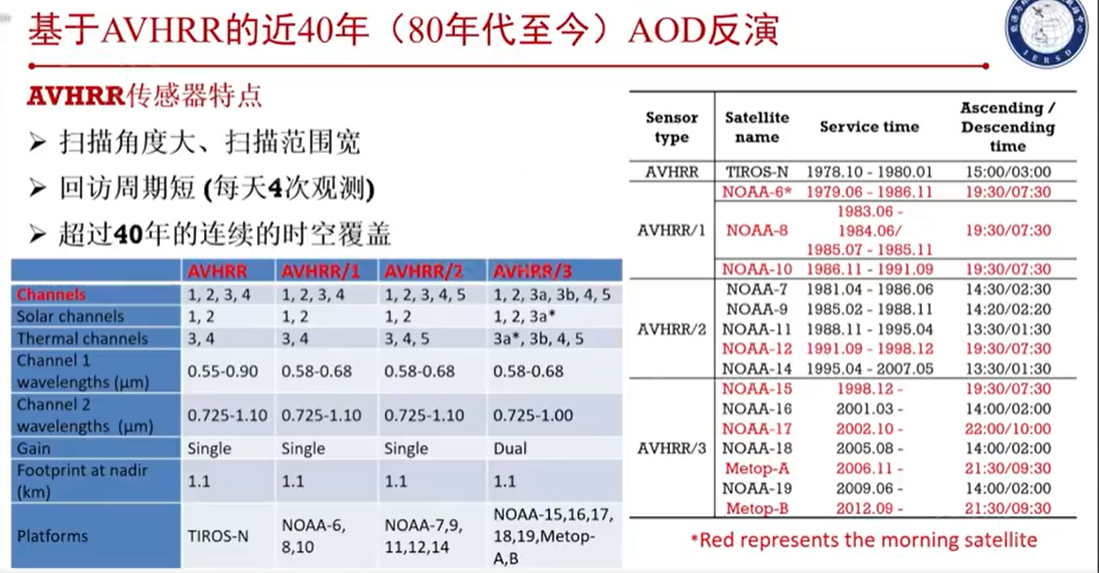 基于AVHRR的近40年（80年代至今）AOD反演
AVHRR传感器特点
➢ 扫描角度大、扫描范围宽
➢ 回访周期短 (每天4次观测)
➢ 超过40年的连续的时空覆盖
AVHRR AVHRR/1 AVHRR/2 AVHRR/3
Channels 1, 2, 3, 4 1, 2, 3, 4 1, 2, 3, 4, 5 1, 2, 3a, 3b, 4, 5
Solar channels 1, 2 1, 2 1, 2 1, 2, 3a*
Thermal channels 3, 4 3, 4 3, 4, 5 3a*, 3b, 4, 5
Channel 1
wavelengths (μm) 0.55-0.90 0.58-0.68 0.58-0.68 0.58-0.68
Channel 2
wavelengths (μm) 0.725-1.10 0.725-1.10 0.725-1.10 0.725-1.00
Gain Single Single Single Dual
Footprint at nadir
(km) 1.1 1.1 1.1 1.1
Platforms TIROS-N NOAA-6, 8,10 NOAA-7,9, 11,12,14 NOAA-15,16,17, 18,19,Metop- A,B
Sensor type Satellite name Service time Ascending / Descending time
AVHRR TIROS-N 1978.10 - 1980.01 15:00/03:00
NOAA-6* 1979.06 - 1986.11 19:30/07:30
1983.06 -
AVHRR/1 NOAA-8 1984.06/ 19:30/07:30
1985.07 - 1985.11
NOAA-10 1986.11 - 1991.09 19:30/07:30
NOAA-7 1981.04 - 1986.06 14:30/02:30
NOAA-9 1985.02 - 1988.11 14:20/02:20
AVHRR/2 NOAA-11 1988.11 - 1995.04 13:30/01:30
NOAA-12 1991.09 - 1998.12 19:30/07:30
NOAA-14 1995.04 - 2007.05 13:30/01:30
NOAA-15 1998.12 - 19:30/07:30
NOAA-16 2001.03 - 14:00/02:00
NOAA-17 2002.10 - 22:00/10:00
AVHRR/3 NOAA-18 2005.08 - 14:00/02:00
Metop-A 2006.11 - 21:30/09:30
NOAA-19 2009.06 - 14:00/02:00
Metop-B 2012.09 - 21:30/09:30
*Red represents the morning satellite